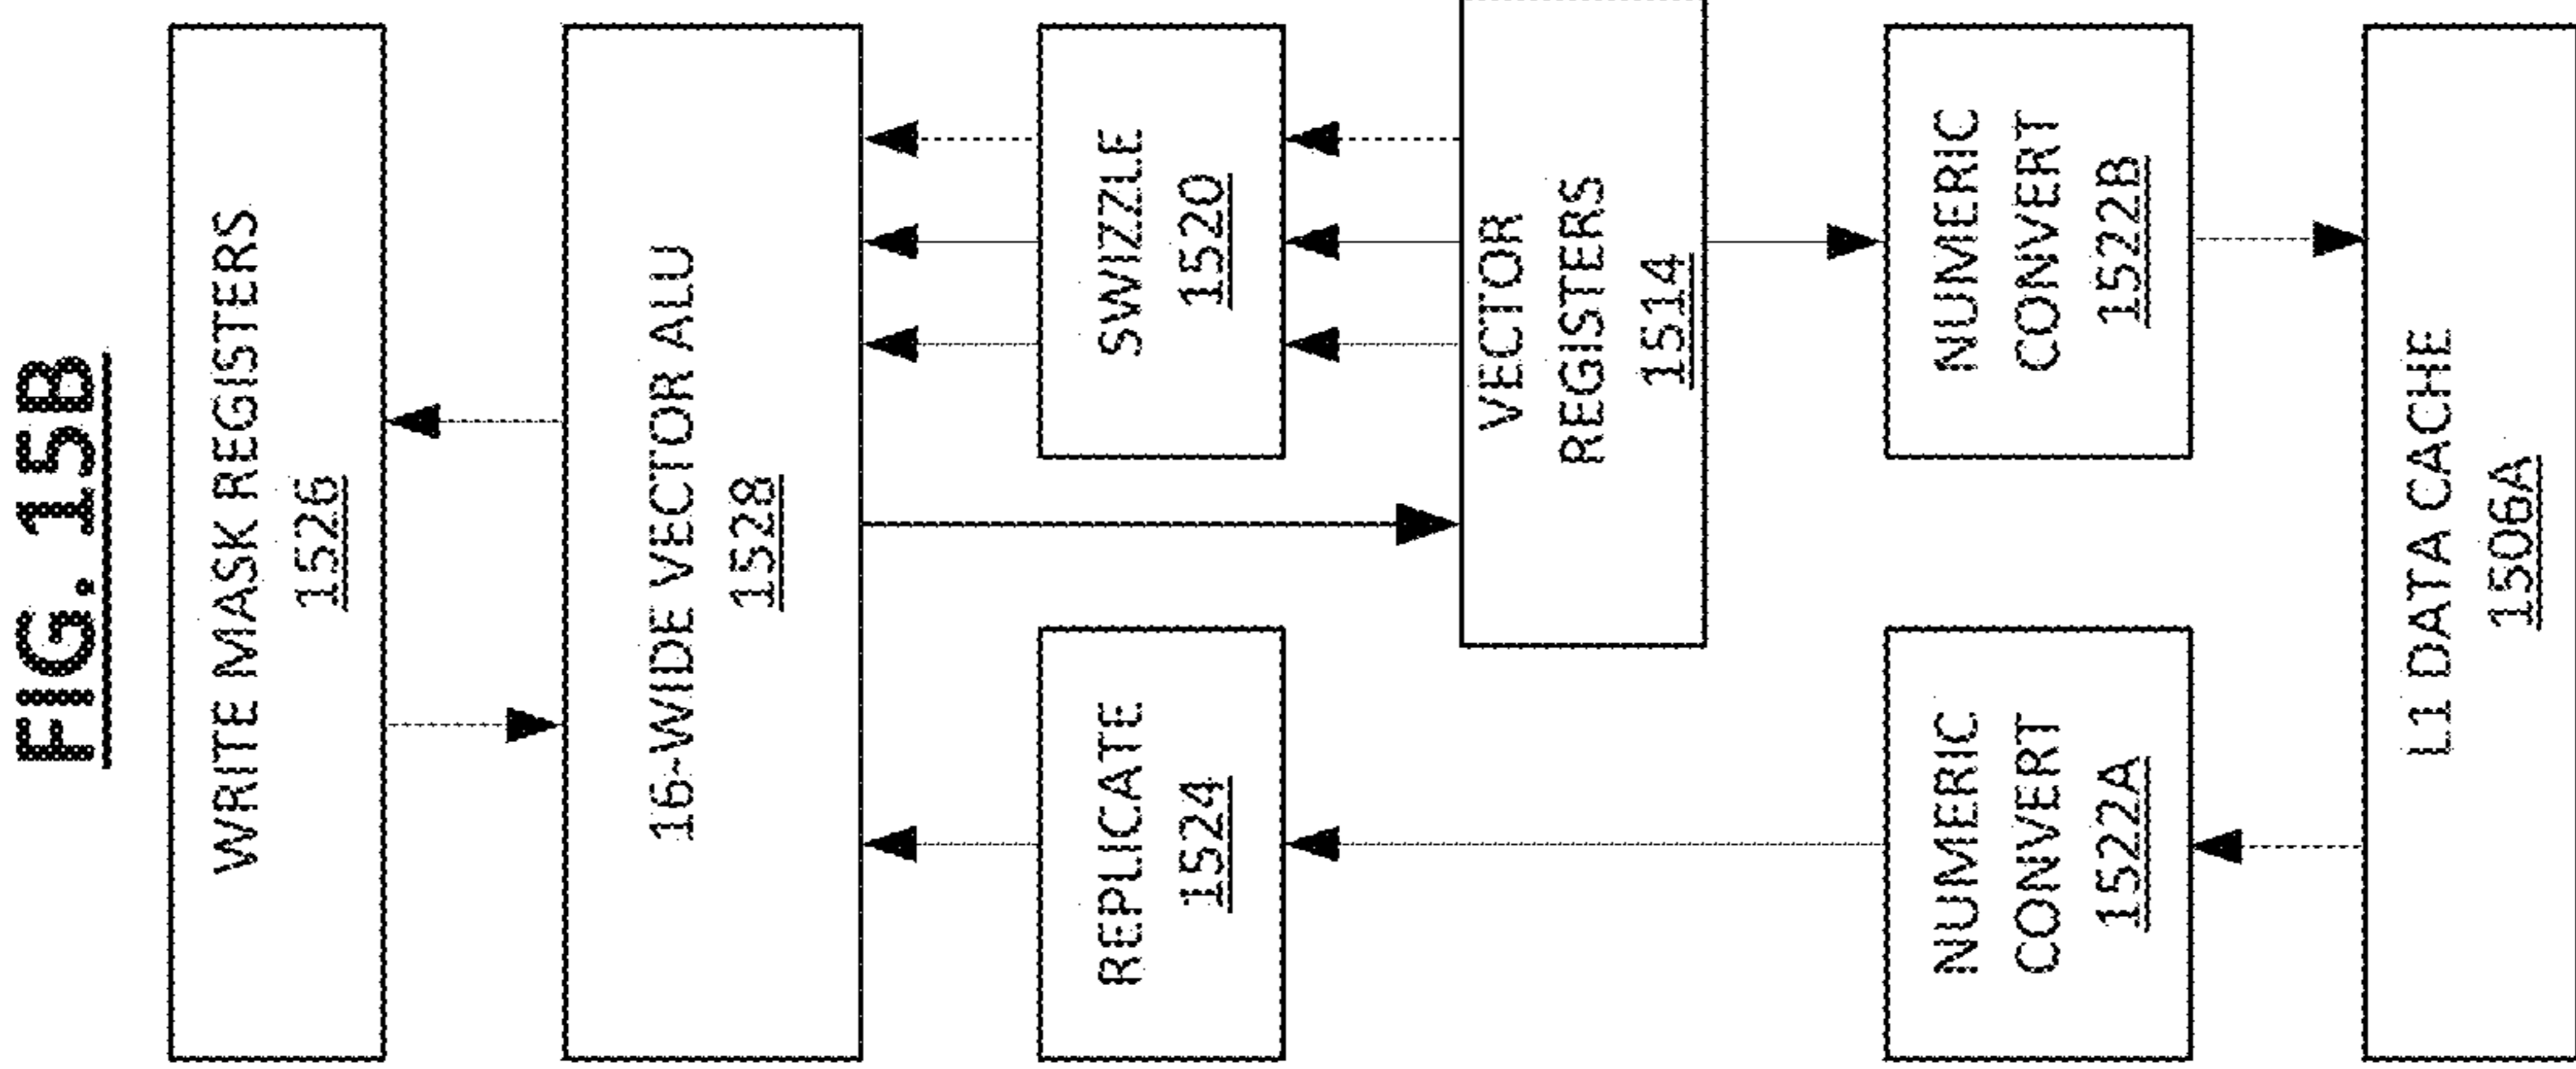 FIG. 15B
WRITE MASK REGISTERS
1526
16-WIDE VECTOR ALU
1528
REPLICATE
1524
SWIZZLE
1520
VECTOR
REGISTERS
1514
NUMERIC
CONVERT
1522A
NUMERIC
CONVERT
1522B
L1 DATA CACHE
1506A